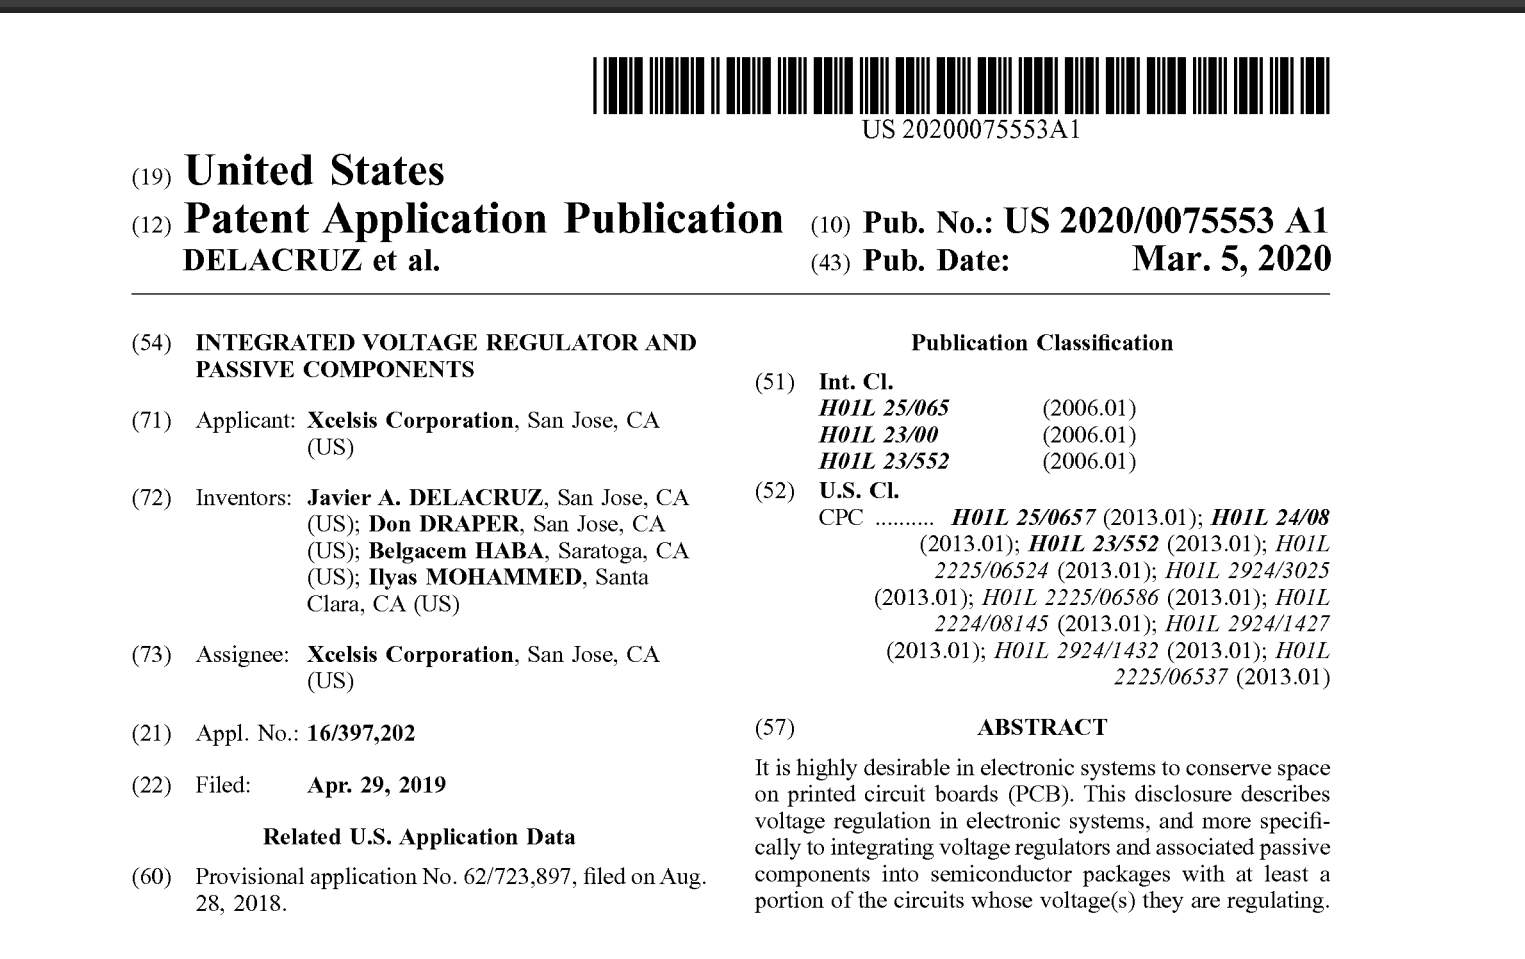 US 20200075553A1
(19) United States
(12) Patent Application Publication
DELACRUZ et al.
(10) Pub. No.: US 2020/0075553 A1
(43) Pub. Date: Mar. 5, 2020
(54) INTEGRATED VOLTAGE REGULATOR AND
PASSIVE COMPONENTS
(71) Applicant: Xcelsis Corporation, San Jose, CA
(US)
(72) Inventors: Javier A. DELACRUZ, San Jose, CA
(US); Don DRAPER, San Jose, CA
(US); Belgacem HABA, Saratoga, CA
(US); Ilyas MOHAMMED, Santa
Clara, CA (US)
(73) Assignee: Xcelsis Corporation, San Jose, CA
(US)
(21) Appl. No.: 16/397,202
(22) Filed: Apr. 29, 2019
Related U.S. Application Data
(60) Provisional application No. 62/723,897, filed on Aug.
28, 2018.
Publication Classification
(51) Int. Cl.
H01L 25/065 (2006.01)
H01L 23/00 (2006.01)
H01L 23/552 (2006.01)
(52) U.S. Cl.
CPC .......... H01L 25/0657 (2013.01); H01L 24/08
(2013.01); H01L 23/552 (2013.01); H01L
2225/06524 (2013.01); H01L 2924/3025
(2013.01); H01L 2225/06586 (2013.01); H01L
2224/08145 (2013.01); H01L 2924/1427
(2013.01); H01L 2924/1432 (2013.01); H01L
2225/06537 (2013.01)
(57) ABSTRACT
It is highly desirable in electronic systems to conserve space
on printed circuit boards (PCB). This disclosure describes
voltage regulation in electronic systems, and more specifi-
cally to integrating voltage regulators and associated passive
components into semiconductor packages with at least a
portion of the circuits whose voltage(s) they are regulating.